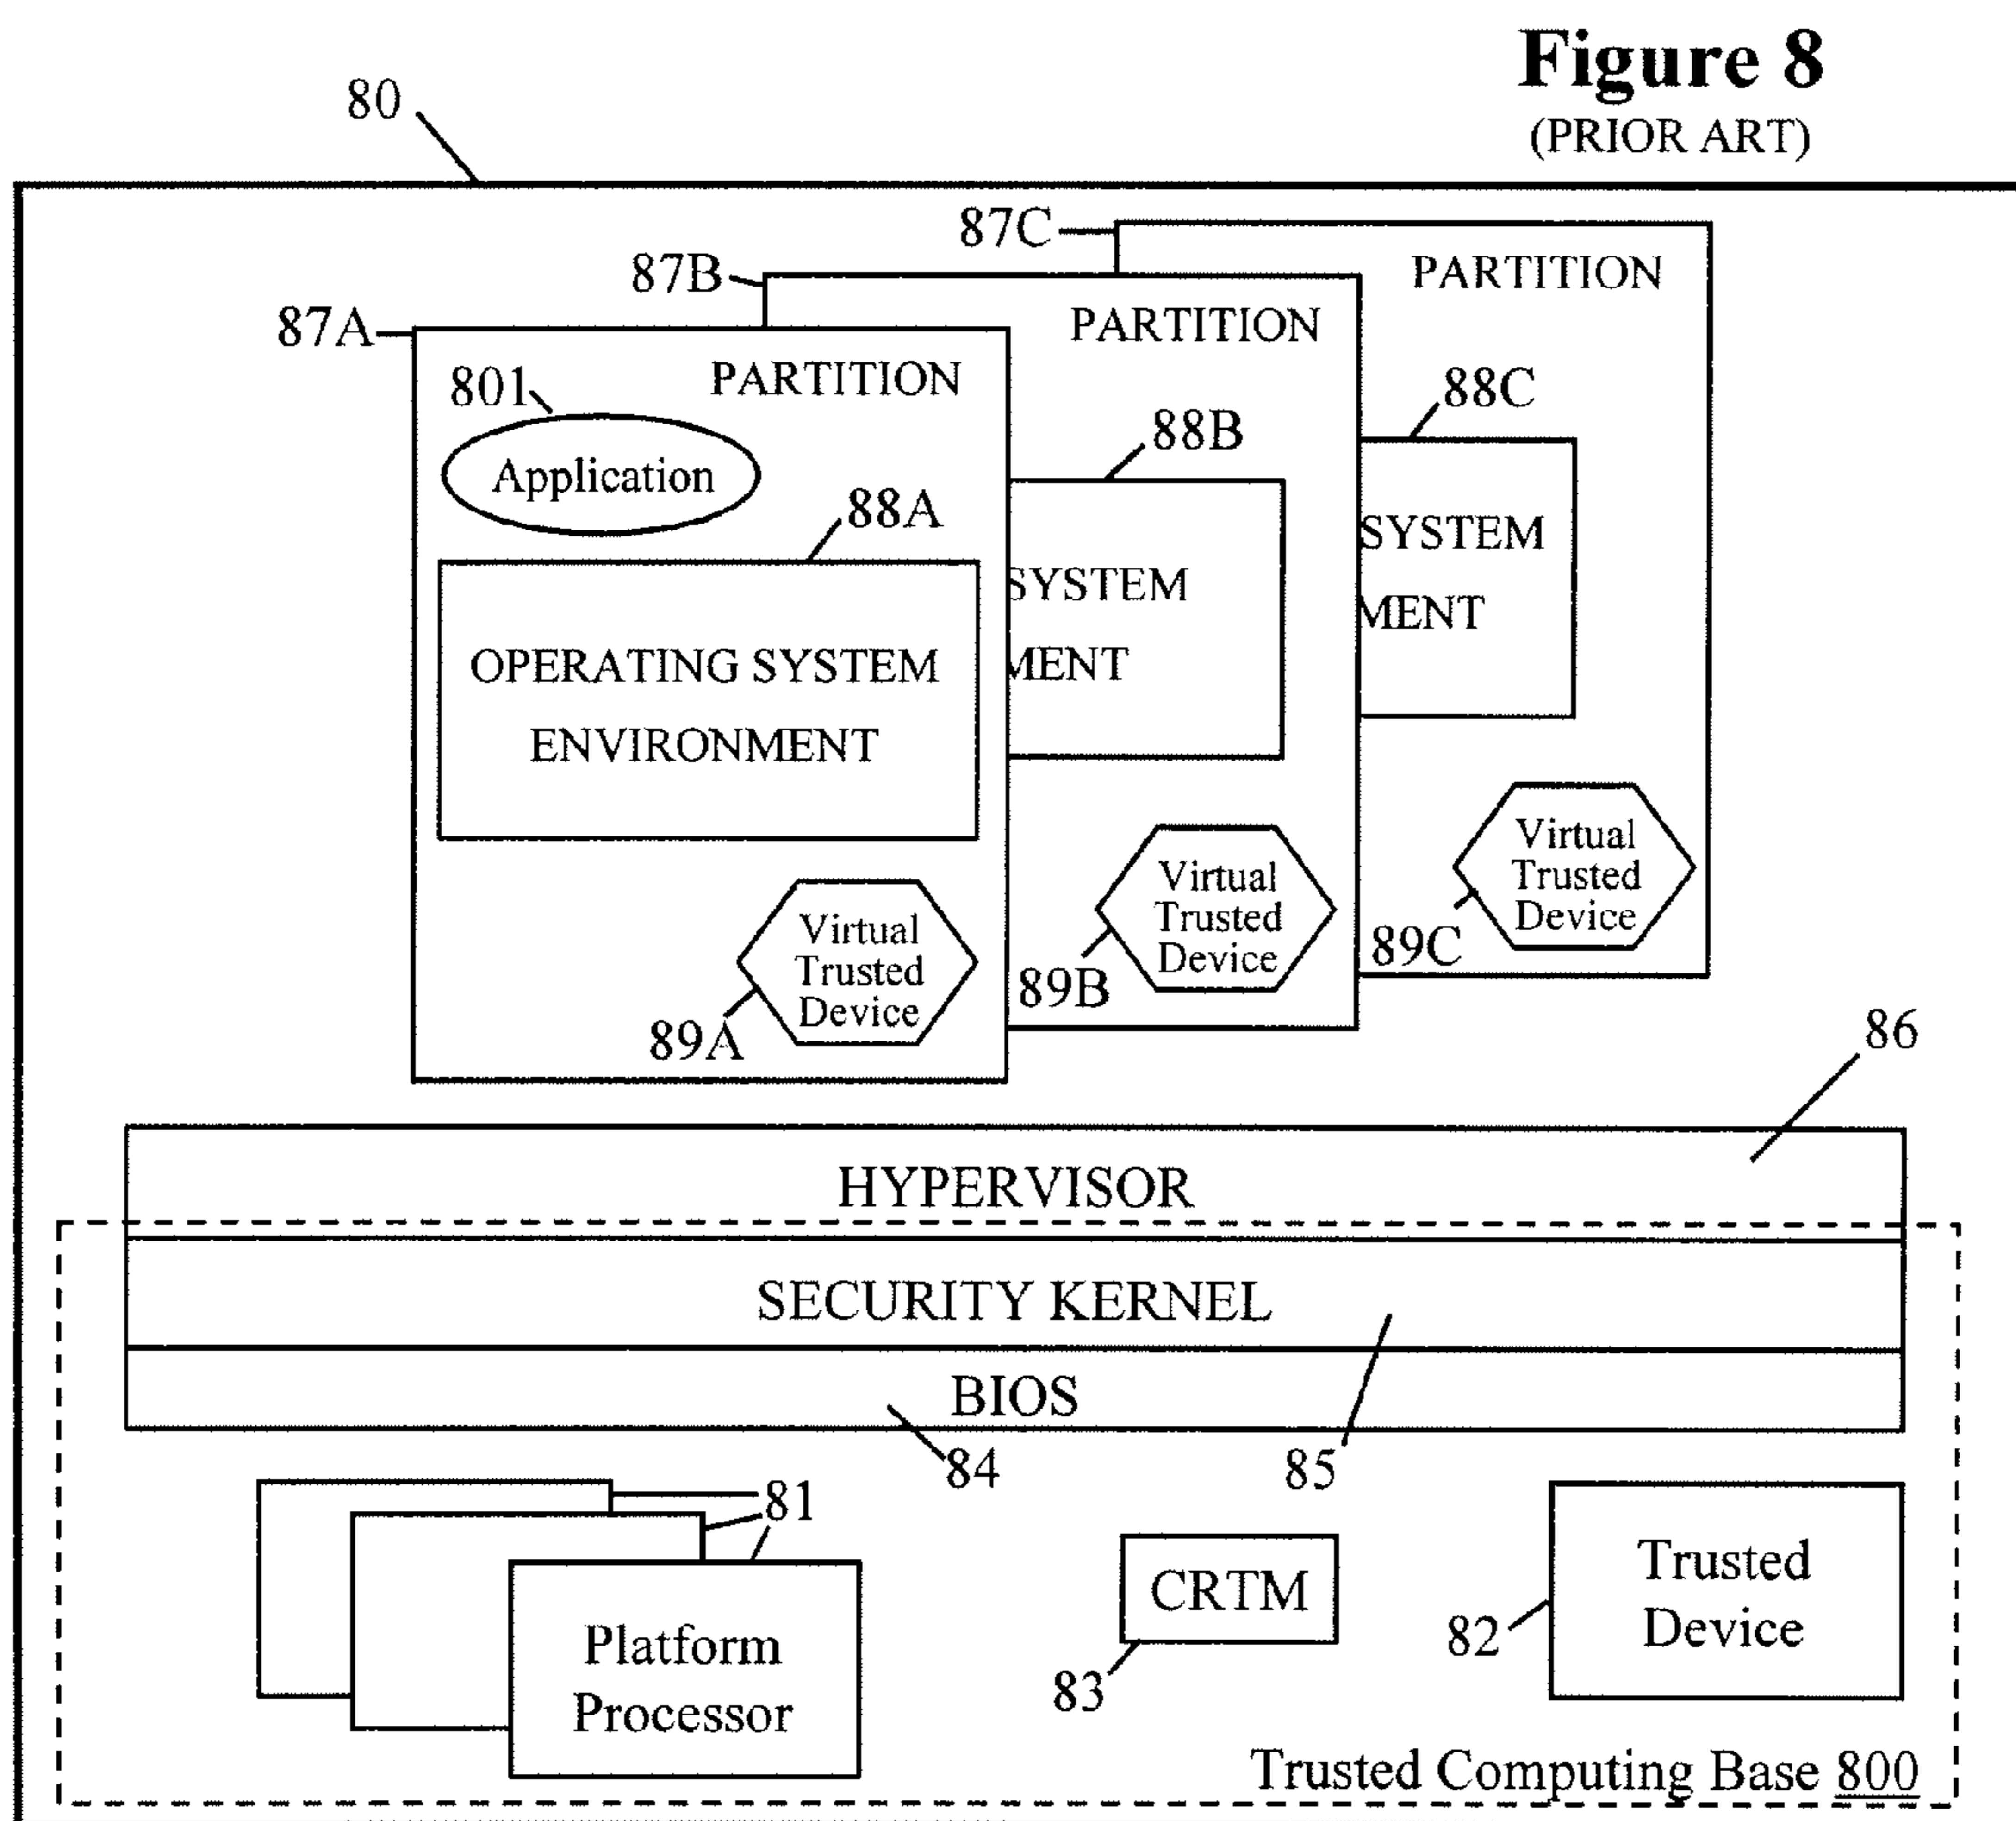 Figure 8
(PRIOR ART)
80
87C
PARTITION
87B
PARTITION
87A
PARTITION
801
Application
88C
88B
88A
SYSTEM
MENT
SYSTEM
MENT
OPERATING SYSTEM
ENVIRONMENT
Virtual
Trusted
Device
89C
Virtual
Trusted
Device
89B
Virtual
Trusted
Device
89A
86
HYPERVISOR
SECURITY KERNEL
BIOS
84
85
81
Platform
Processor
CRTM
83
82
Trusted
Device
Trusted Computing Base 800